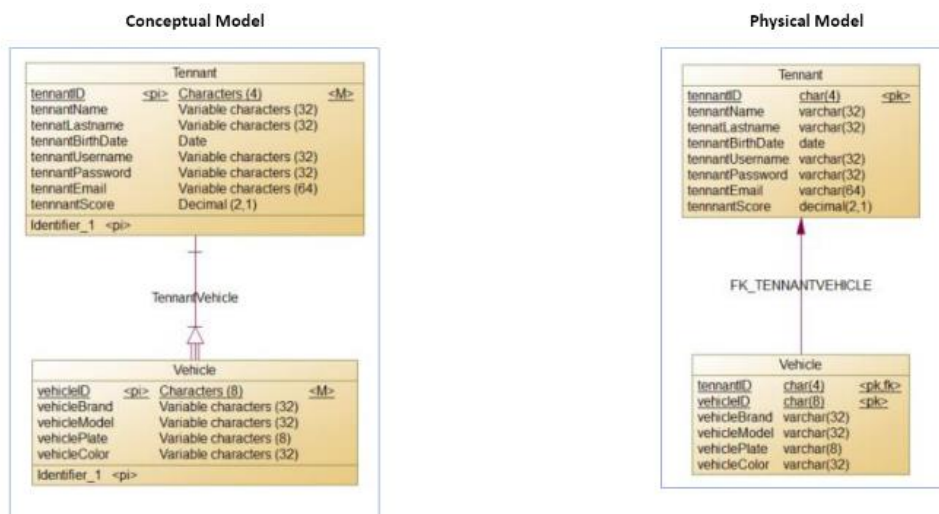 Conceptual Model
Physical Model
Tennant
tennantID <pi> Characters (4) <M>
tennantName Variable characters (32)
tennatLastname Variable characters (32)
tennantBirthDate Date
tennantUsername Variable characters (32)
tennantPassword Variable characters (32)
tennantEmail Variable characters (64)
tennnantScore Decimal (2,1)
Identifier_1 <pi>
TennantVehicle
Vehicle
vehicleID <pi> Characters (8) <M>
vehicleBrand Variable characters (32)
vehicleModel Variable characters (32)
vehiclePlate Variable characters (8)
vehicleColor Variable characters (32)
Identifier_1 <pi>
Tennant
tennantID char(4) <pk>
tennantName varchar(32)
tennatLastname varchar(32)
tennantBirthDate date
tennantUsername varchar(32)
tennantPassword varchar(32)
tennantEmail varchar(64)
tennnantScore decimal(2,1)
FK_TENNANTVEHICLE
Vehicle
tennantID char(4) <pk,fk>
vehicleID char(8) <pk>
vehicleBrand varchar(32)
vehicleModel varchar(32)
vehiclePlate varchar(8)
vehicleColor varchar(32)